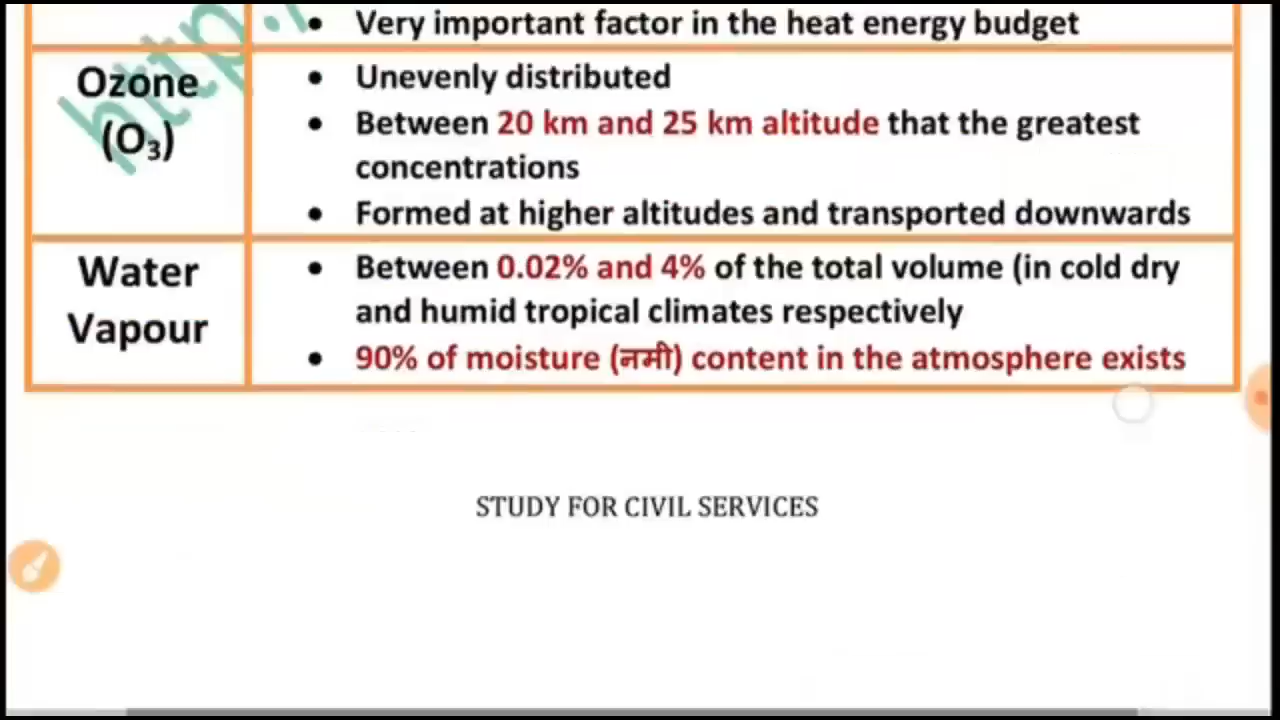 Very important factor in the heat energy budget
Ozone
(O₃)
Unevenly distributed
Between 20 km and 25 km altitude that the greatest
concentrations
Formed at higher altitudes and transported downwards
Water
Vapour
Between 0.02% and 4% of the total volume (in cold dry
and humid tropical climates respectively
90% of moisture (नमी) content in the atmosphere exists
STUDY FOR CIVIL SERVICES
http: